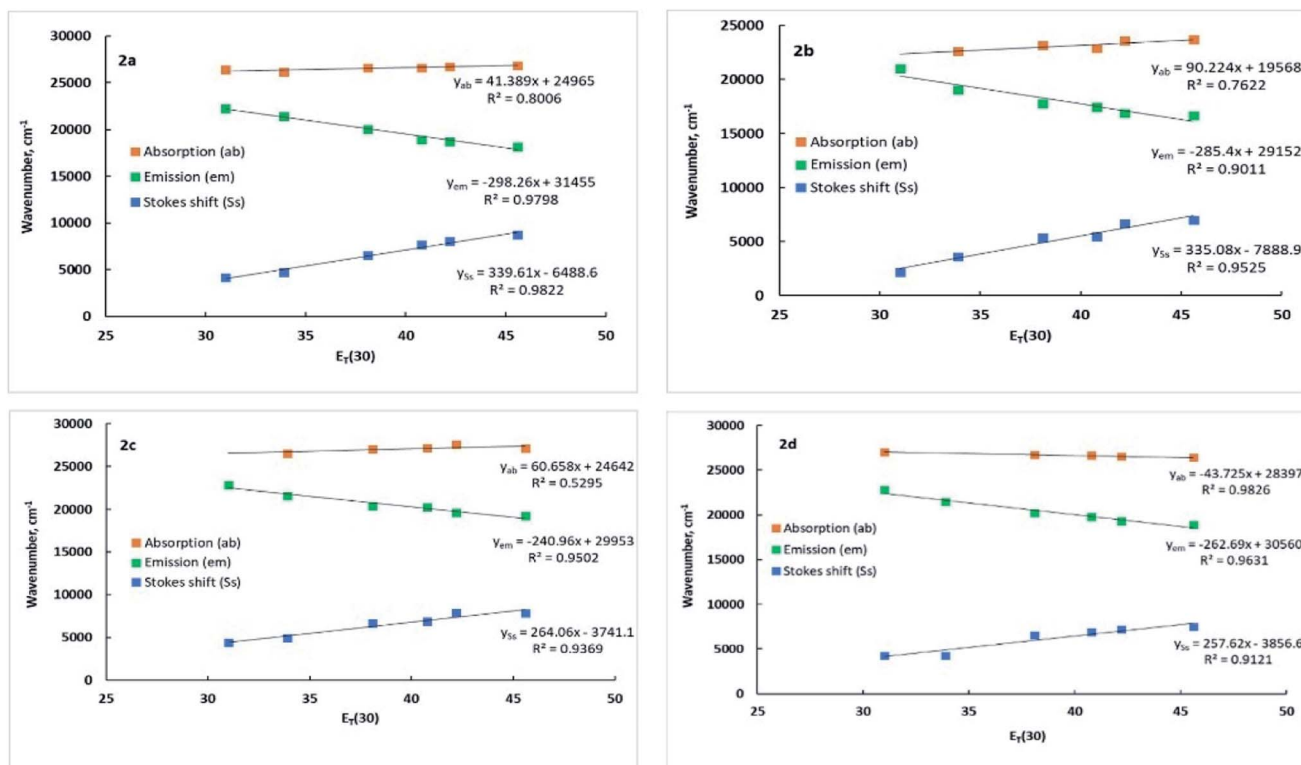 2a
30000
25000
20000
15000
10000
5000
0
Wavenumber, cm⁻¹
Absorption (ab)
Emission (em)
Stokes shift (Ss)
y_ab = 41.389x + 24965
R² = 0.8006
y_em = -298.26x + 31455
R² = 0.9798
y_Ss = 339.61x - 6488.6
R² = 0.9822
25 30 35 40 45 50
E_T(30)
2b
25000
20000
15000
10000
5000
0
Wavenumber, cm⁻¹
Absorption (ab)
Emission (em)
Stokes shift (Ss)
y_ab = 90.224x + 19568
R² = 0.7622
y_em = -285.4x + 29152
R² = 0.9011
y_Ss = 335.08x - 7888.9
R² = 0.9525
25 30 35 40 45 50
E_T(30)
2c
30000
25000
20000
15000
10000
5000
0
Wavenumber, cm⁻¹
Absorption (ab)
Emission (em)
Stokes shift (Ss)
y_ab = 60.658x + 24642
R² = 0.5295
y_em = -240.96x + 29953
R² = 0.9502
y_Ss = 264.06x - 3741.1
R² = 0.9369
25 30 35 40 45 50
E_T(30)
2d
30000
25000
20000
15000
10000
5000
0
Wavenumber, cm⁻¹
Absorption (ab)
Emission (em)
Stokes shift (Ss)
y_ab = -43.725x + 28397
R² = 0.9826
y_em = -262.69x + 30560
R² = 0.9631
y_Ss = 257.62x - 3856.6
R² = 0.9121
25 30 35 40 45 50
E_T(30)